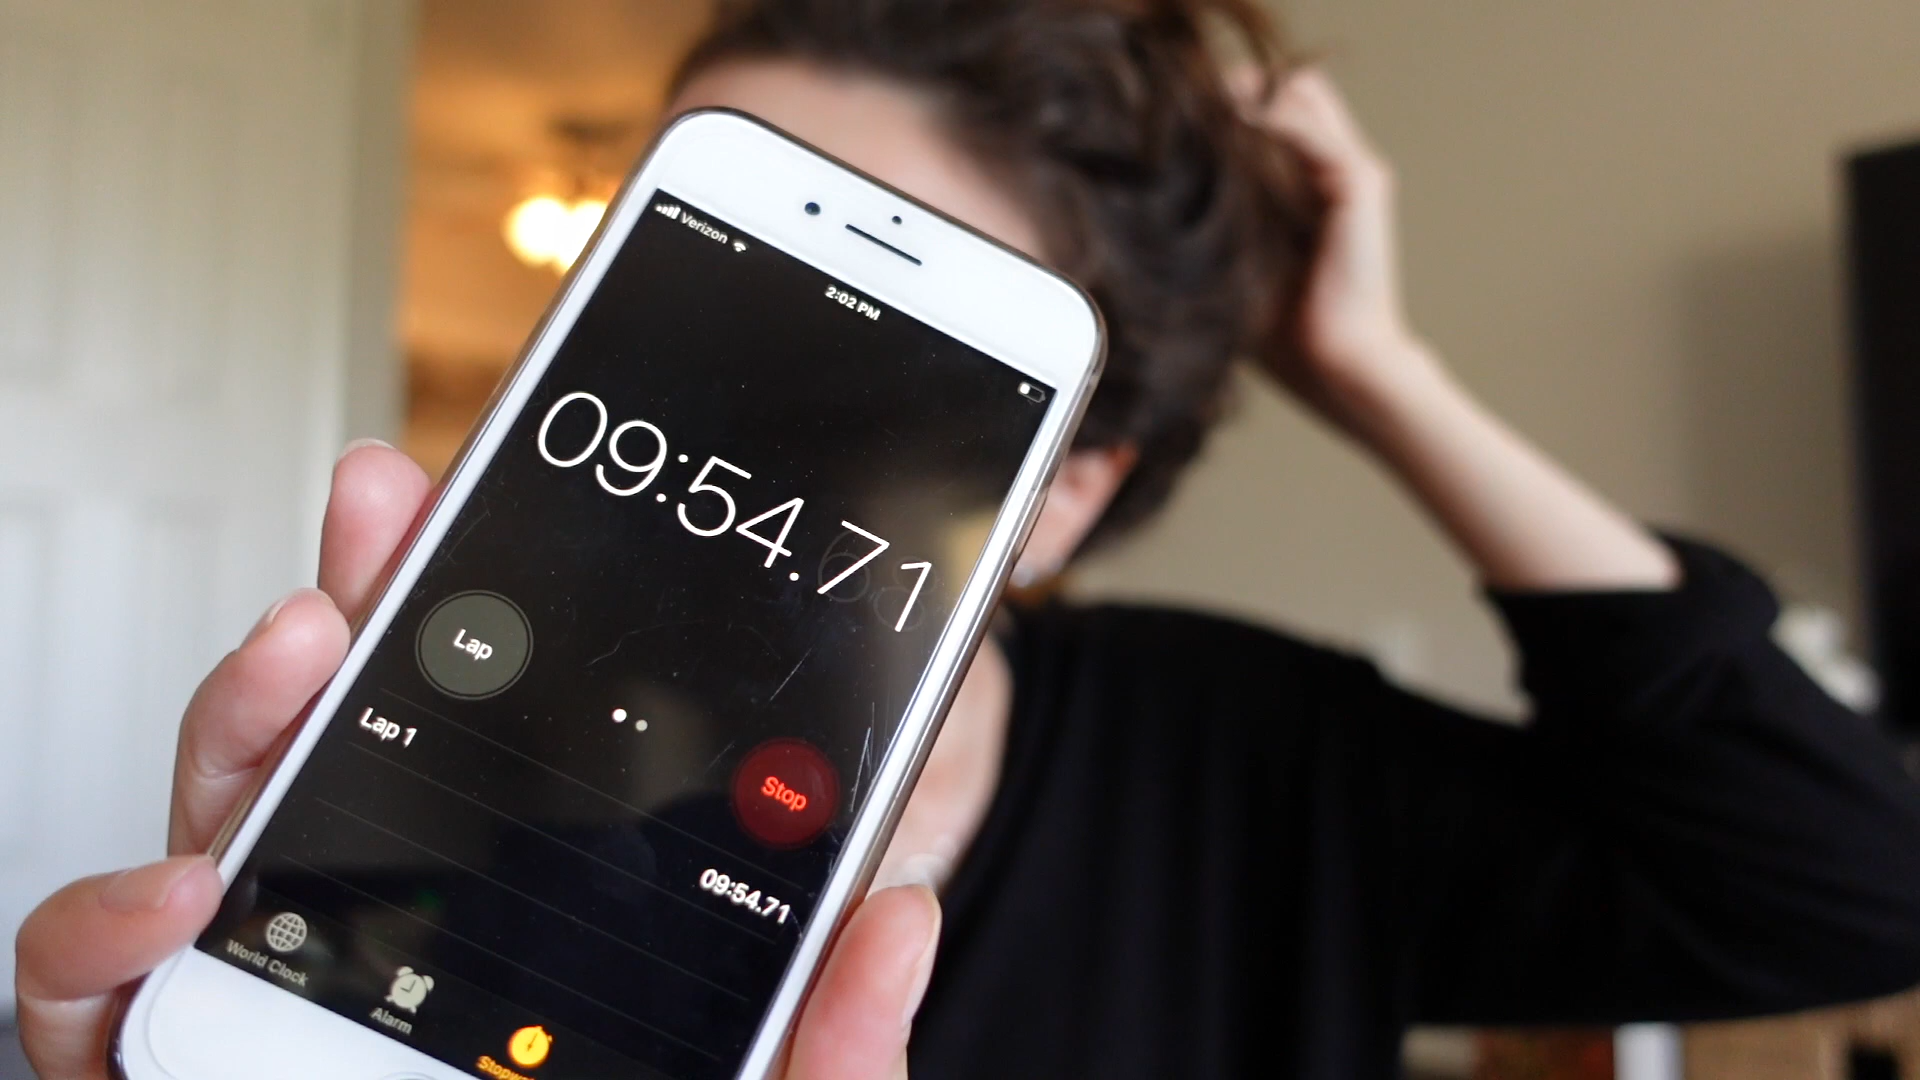 Verizon
2:02 PM
09:54.71
Lap
Stop
Lap 1
09:54.71
World Clock
Alarm